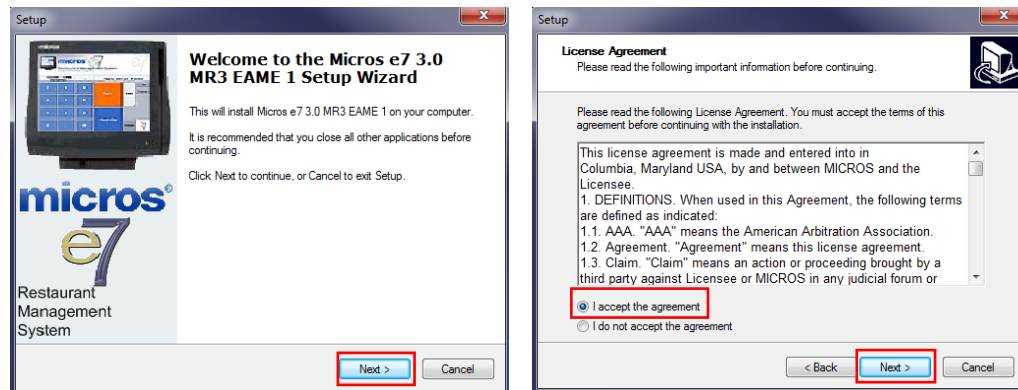 Setup
Welcome to the Micros e7 3.0
MR3 EAME 1 Setup Wizard
This will install Micros e7 3.0 MR3 EAME 1 on your computer.
It is recommended that you close all other applications before
continuing.
Click Next to continue, or Cancel to exit Setup.
micros
e7
Restaurant
Management
System
Next >
Cancel
Setup
License Agreement
Please read the following important information before continuing.
Please read the following License Agreement. You must accept the terms of this
agreement before continuing with the installation.
This license agreement is made and entered into in
Columbia, Maryland USA, by and between MICROS and the
Licensee.
1. DEFINITIONS. When used in this Agreement, the following terms
are defined as indicated:
1.1. AAA. "AAA" means the American Arbitration Association.
1.2. Agreement. "Agreement" means this license agreement.
1.3. Claim. "Claim" means an action or proceeding brought by a
third party against Licensee or MICROS in any judicial forum or
I accept the agreement
I do not accept the agreement
< Back
Next >
Cancel